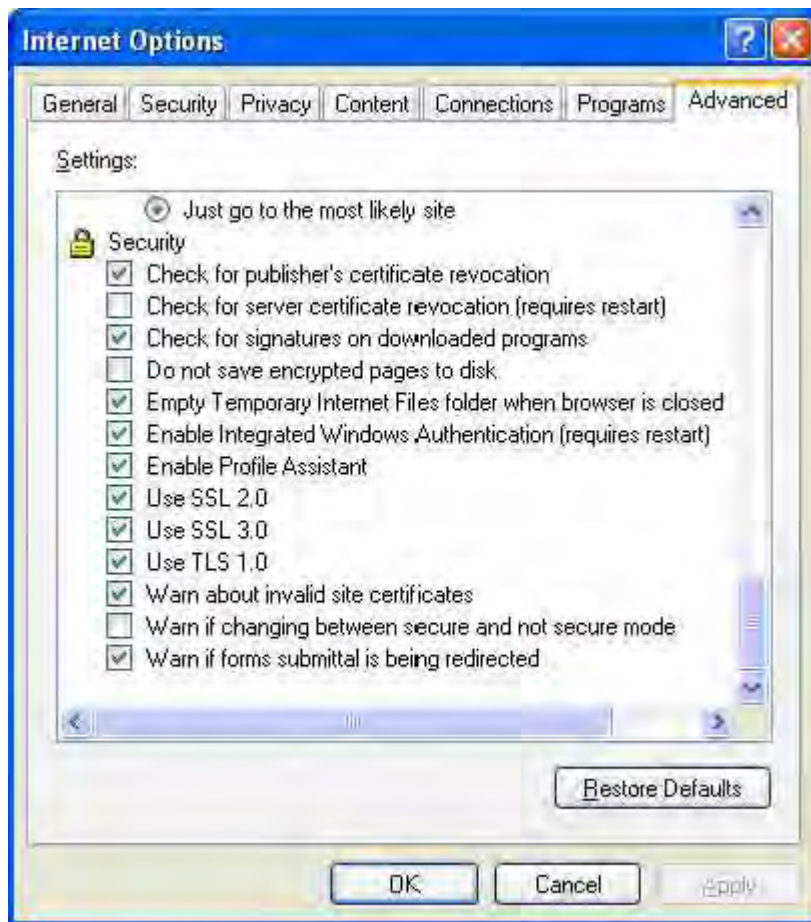 Internet Options
General Security Privacy Content Connections Programs Advanced
Settings:
Just go to the most likely site
Security
Check for publisher's certificate revocation
Check for server certificate revocation (requires restart)
Check for signatures on downloaded programs
Do not save encrypted pages to disk
Empty Temporary Internet Files folder when browser is closed
Enable Integrated Windows Authentication (requires restart)
Enable Profile Assistant
Use SSL 2.0
Use SSL 3.0
Use TLS 1.0
Warn about invalid site certificates
Warn if changing between secure and not secure mode
Warn if forms submittal is being redirected
Restore Defaults
OK Cancel Apply